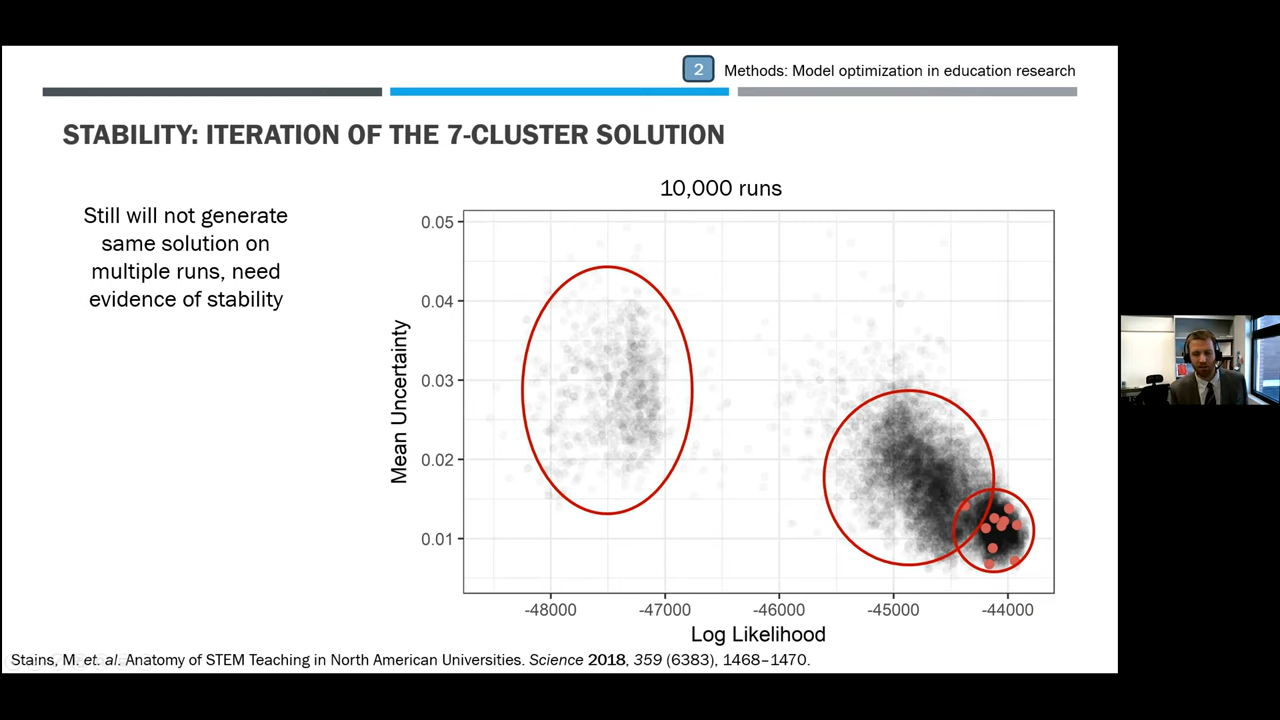 2 Methods: Model optimization in education research
STABILITY: ITERATION OF THE 7-CLUSTER SOLUTION
Still will not generate
same solution on
multiple runs, need
evidence of stability
10,000 runs
0.05
0.04
0.03
0.02
0.01
Mean Uncertainty
-48000 -47000 -46000 -45000 -44000
Log Likelihood
Stains, M. et. al. Anatomy of STEM Teaching in North American Universities. Science 2018, 359 (6383), 1468–1470.